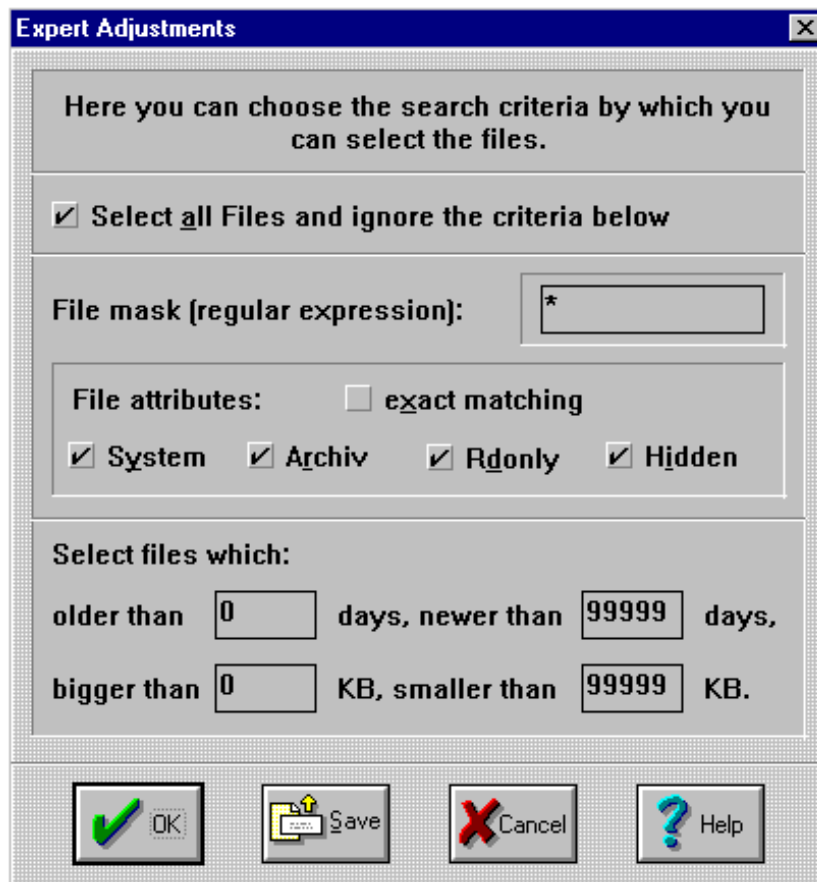 Expert Adjustments
Here you can choose the search criteria by which you
can select the files.
Select all Files and ignore the criteria below
File mask (regular expression): *
File attributes: exact matching
System Archiv Rdonly Hidden
Select files which:
older than 0 days, newer than 99999 days,
bigger than 0 KB, smaller than 99999 KB.
OK Save Cancel Help